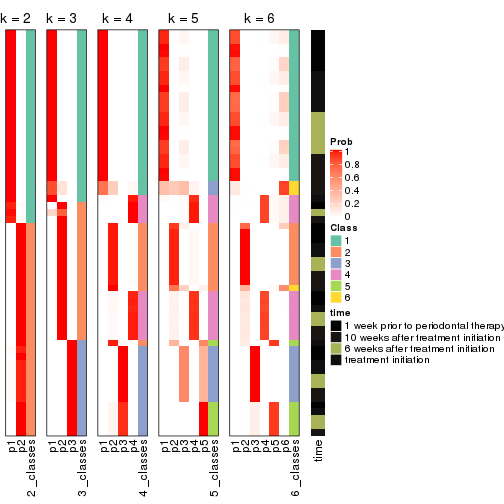 k = 2 k = 3 k = 4 k = 5 k = 6
Prob
1
0.8
0.6
0.4
0.2
0
Class
1
2
3
4
5
6
time
1 week prior to periodontal therapy
10 weeks after treatment initiation
6 weeks after treatment initiation
treatment initiation
p1
p2
2_classes
p1
p2
p3
3_classes
p1
p2
p3
p4
4_classes
p1
p2
p3
p4
p5
5_classes
p1
p2
p3
p4
p5
p6
6_classes
time